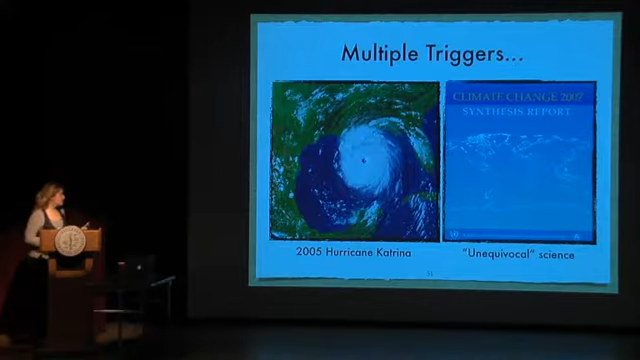 Multiple Triggers...
CLIMATE CHANGE 2007
SYNTHESIS REPORT
2005 Hurricane Katrina
"Unequivocal" science